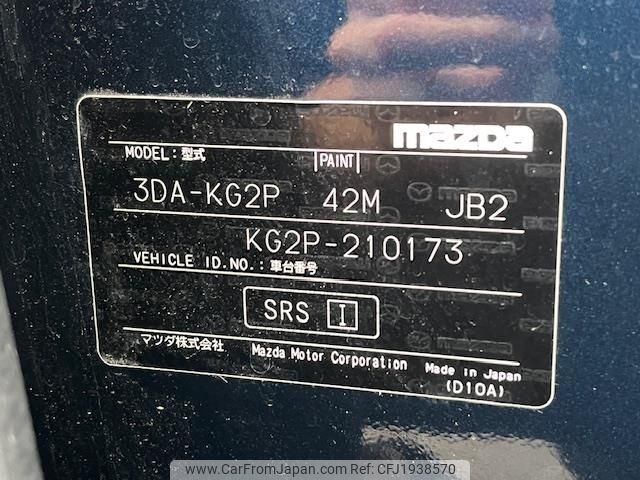 mazda
MODEL:型式 PAINT
3DA-KG2P 42M JB2
KG2P-210173
VEHICLE ID.NO.:車台番号
SRS I
マツダ株式会社 Mazda Motor Corporation Made in Japan
(D10A)
www.CarFromJapan.com - CFJ1938570